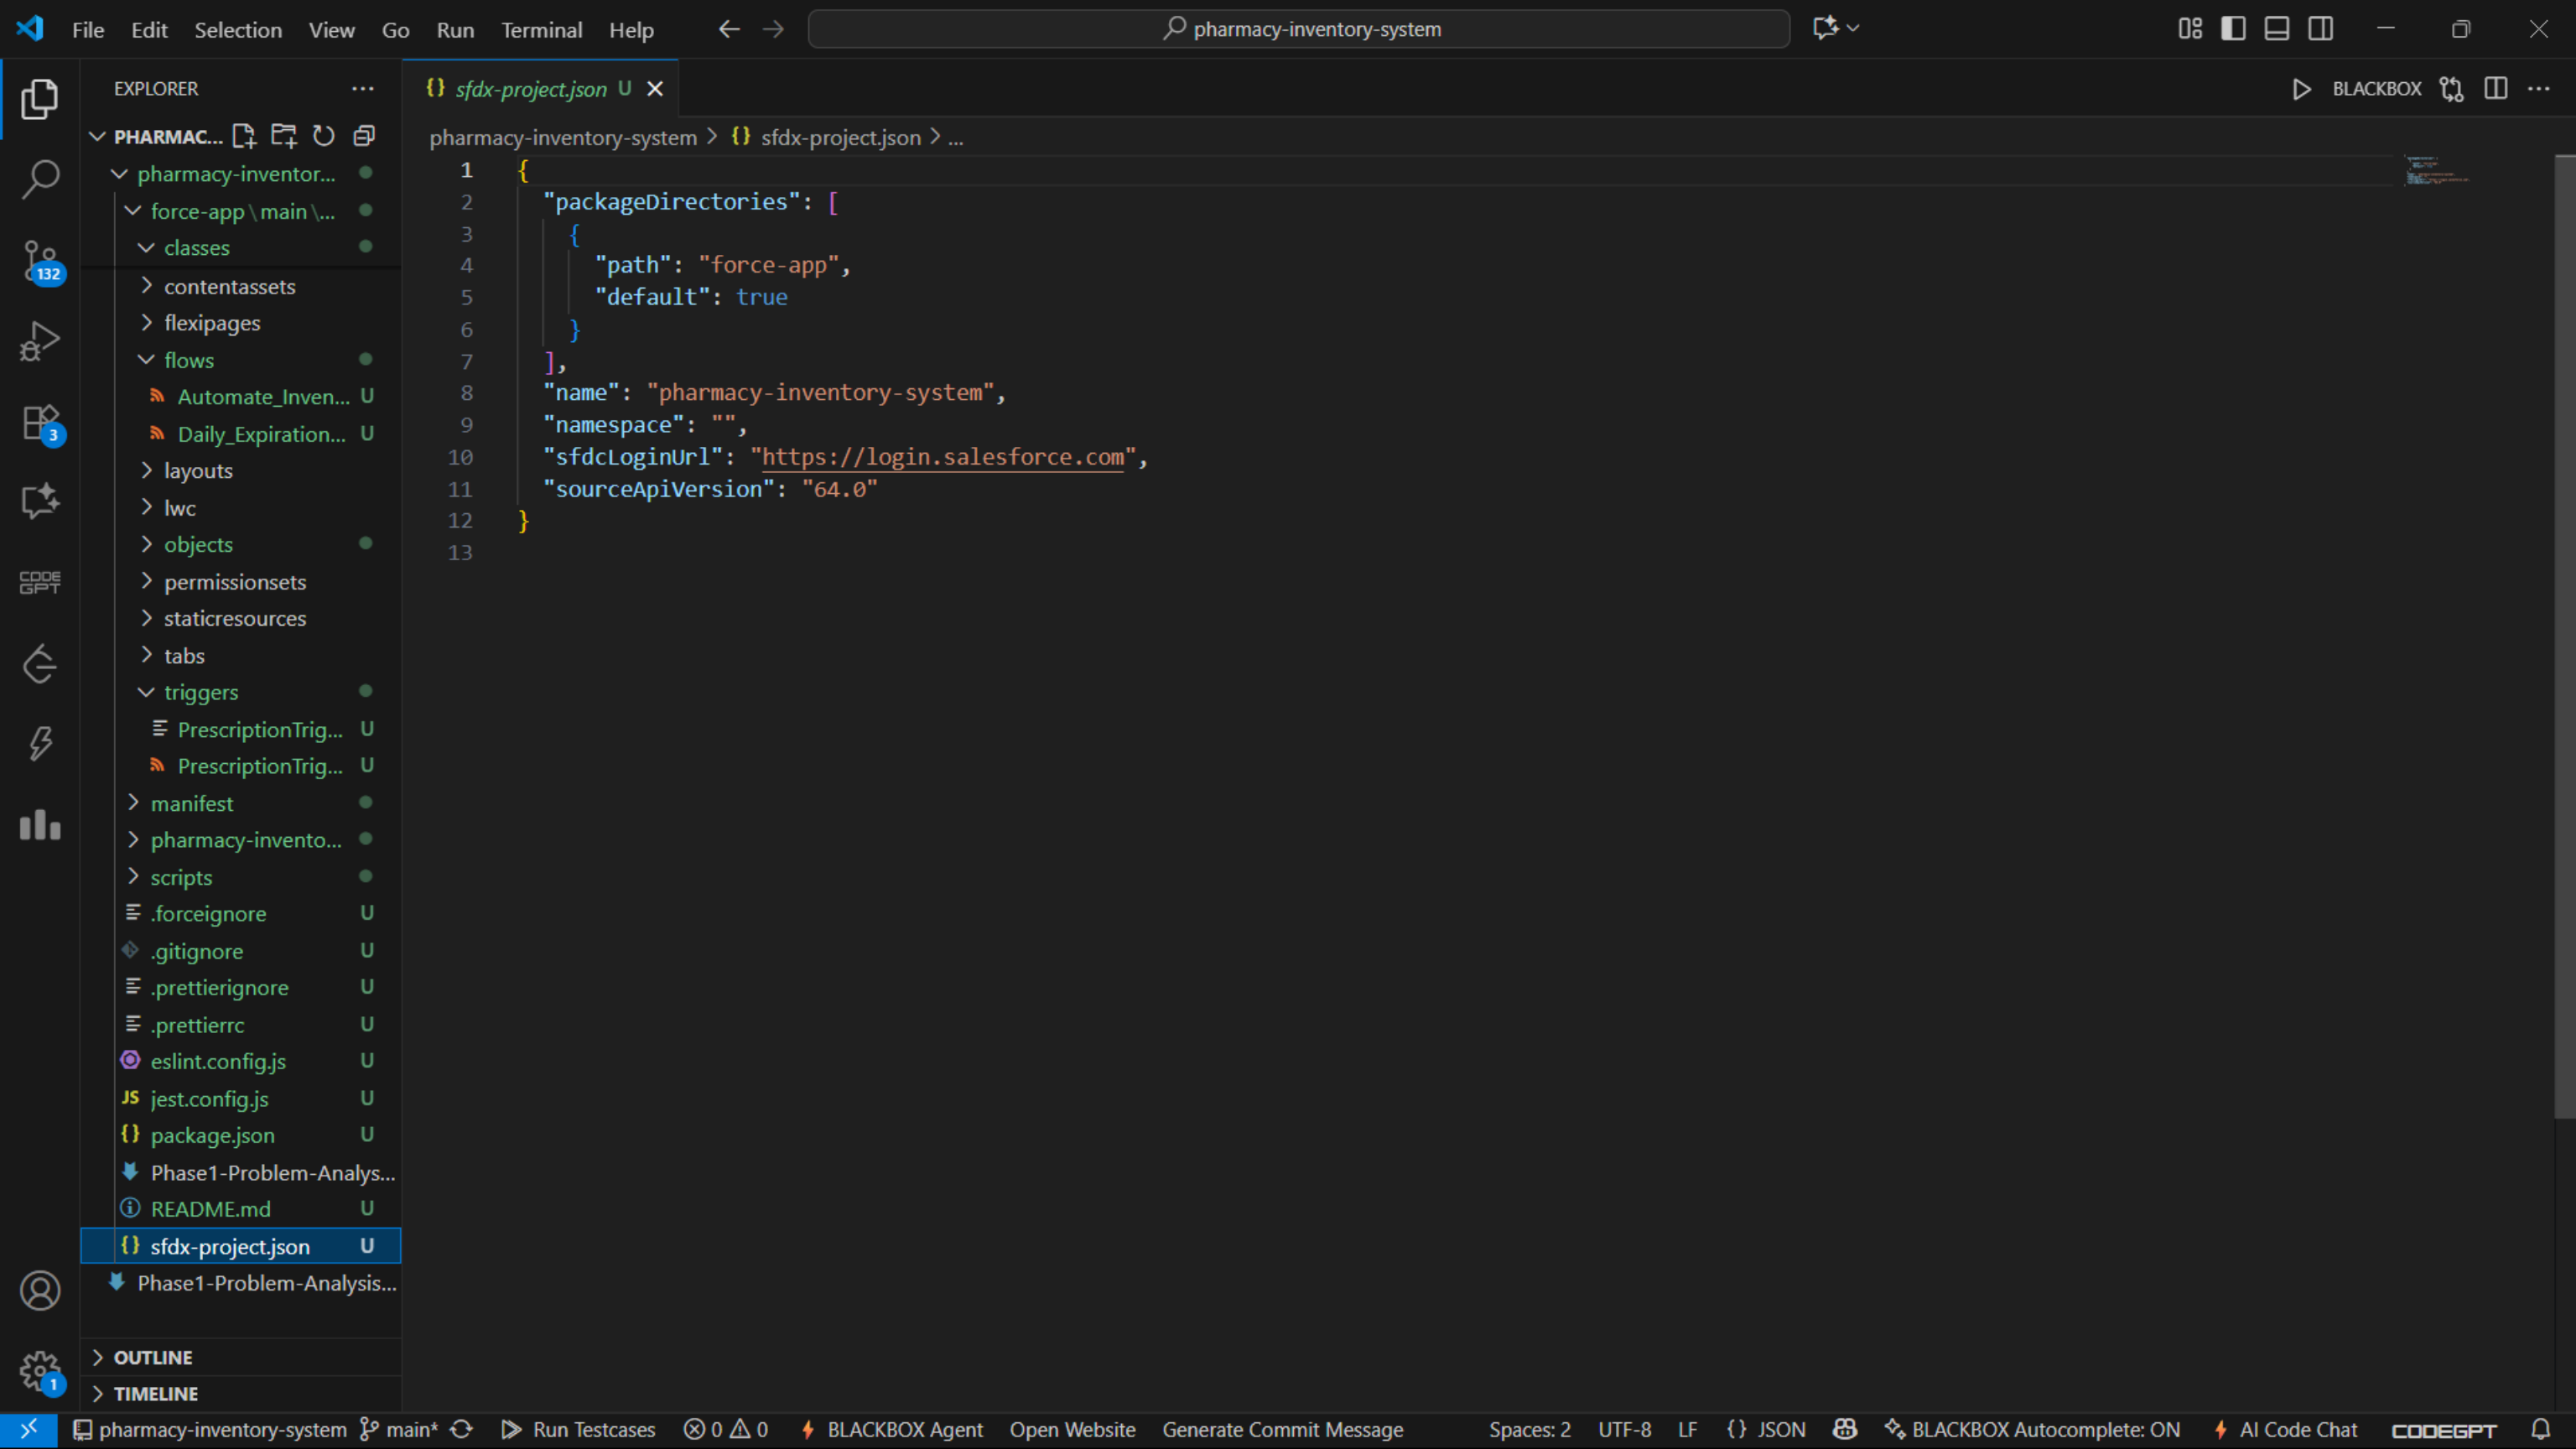 File Edit Selection View Go Run Terminal Help
pharmacy-inventory-system
EXPLORER
sfdx-project.json U
BLACKBOX
PHARMAC...
pharmacy-inventory-system > {} sfdx-project.json > ...
pharmacy-inventor...
force-app\main\...
classes
contentassets
flexipages
flows
Automate_Inven... U
Daily_Expiration... U
layouts
lwc
objects
permissionsets
staticresources
tabs
triggers
PrescriptionTrig... U
PrescriptionTrig... U
manifest
pharmacy-invento...
scripts
.forceignore U
.gitignore U
.prettierignore U
.prettierrc U
eslint.config.js U
JS jest.config.js U
{} package.json U
Phase1-Problem-Analys...
README.md U
{} sfdx-project.json U
Phase1-Problem-Analysis...
OUTLINE
TIMELINE
132
3
CODE
GPT
1
1 {
2 "packageDirectories": [
3 {
4 "path": "force-app",
5 "default": true
6 }
7 ],
8 "name": "pharmacy-inventory-system",
9 "namespace": "",
10 "sfdcLoginUrl": "https://login.salesforce.com",
11 "sourceApiVersion": "64.0"
12 }
13
pharmacy-inventory-system main* Run Testcases 0 0 BLACKBOX Agent Open Website Generate Commit Message Spaces: 2 UTF-8 LF {} JSON BLACKBOX Autocomplete: ON AI Code Chat CODEGPT